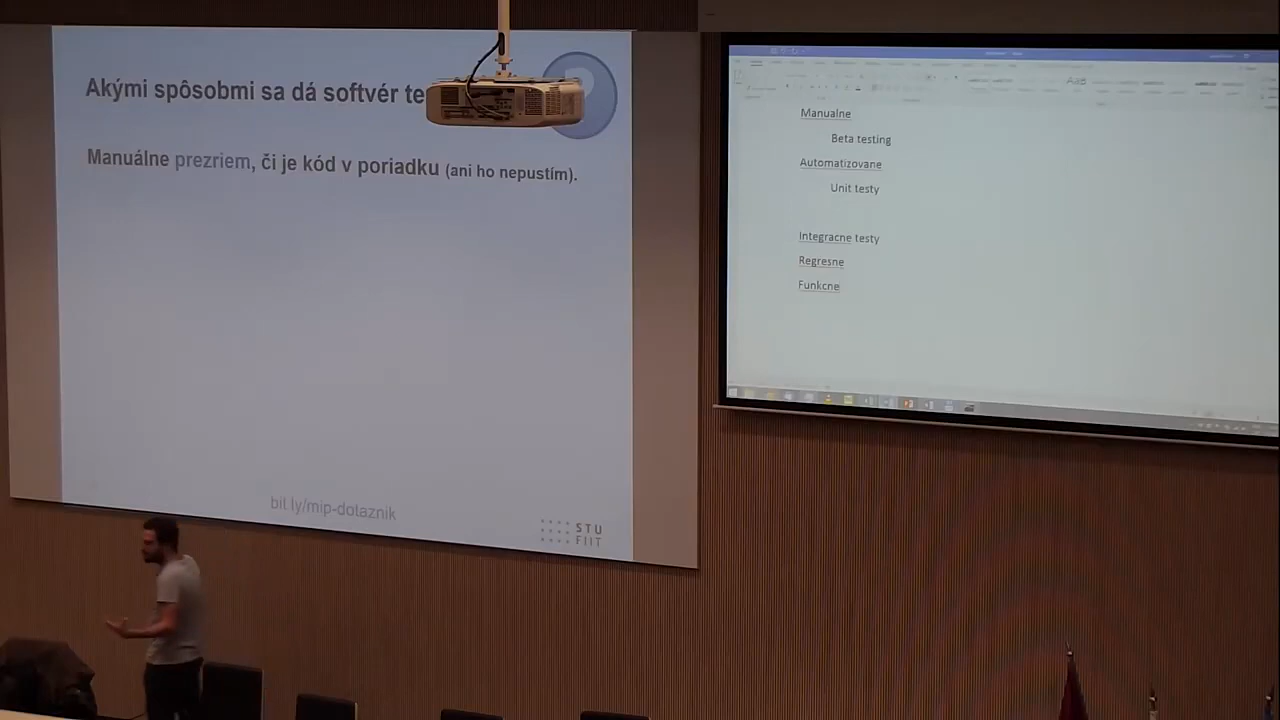 Akými spôsobmi sa dá softvér te
Manuálne prezriem, či je kód v poriadku (ani ho nepustím).
bit.ly/mip-dotaznik
STU
FIIT
Manualne
Beta testing
Automatizovane
Unit testy
Integracne testy
Regresne
Funkcne